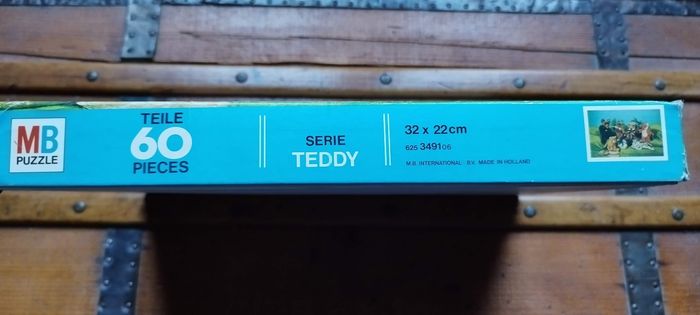 MB
PUZZLE
TEILE
60
PIECES
SERIE
TEDDY
32 x 22cm
625 349106
M.B. INTERNATIONAL B.V. MADE IN HOLLAND